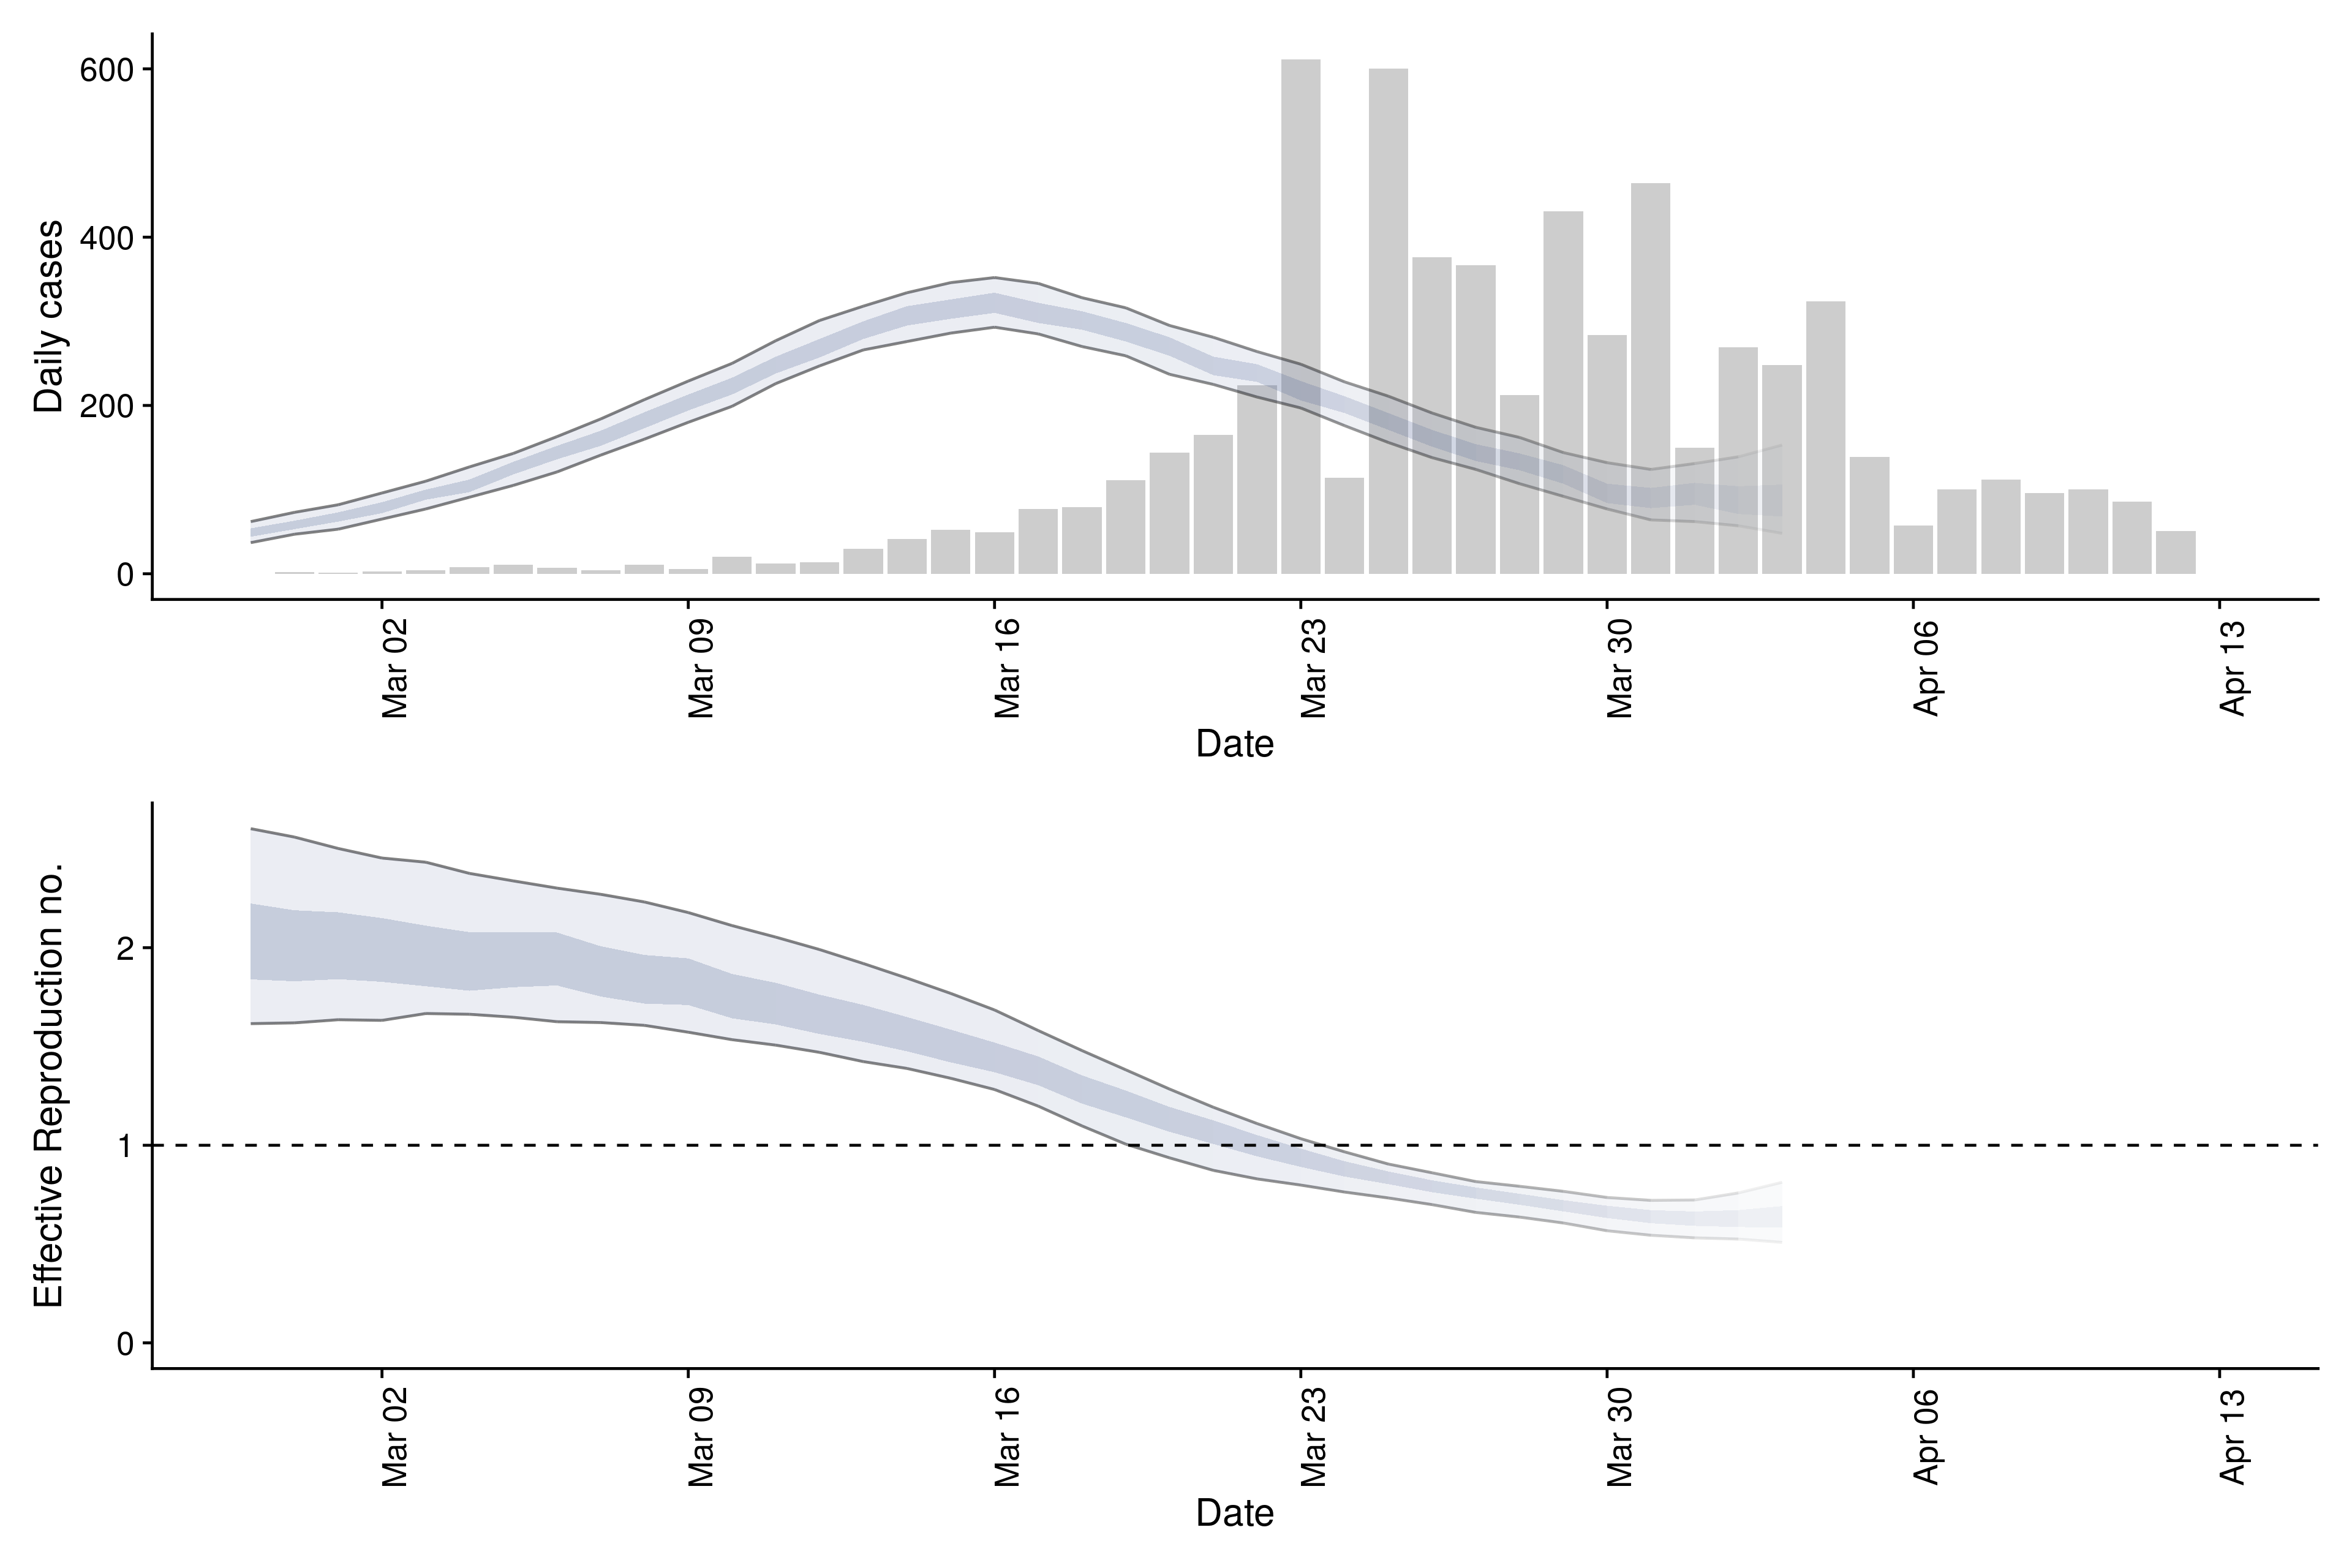 Daily cases
600
400
200
0
Mar 02
Mar 09
Mar 16
Mar 23
Mar 30
Apr 06
Apr 13
Date
Effective Reproduction no.
2
1
0
Mar 02
Mar 09
Mar 16
Mar 23
Mar 30
Apr 06
Apr 13
Date